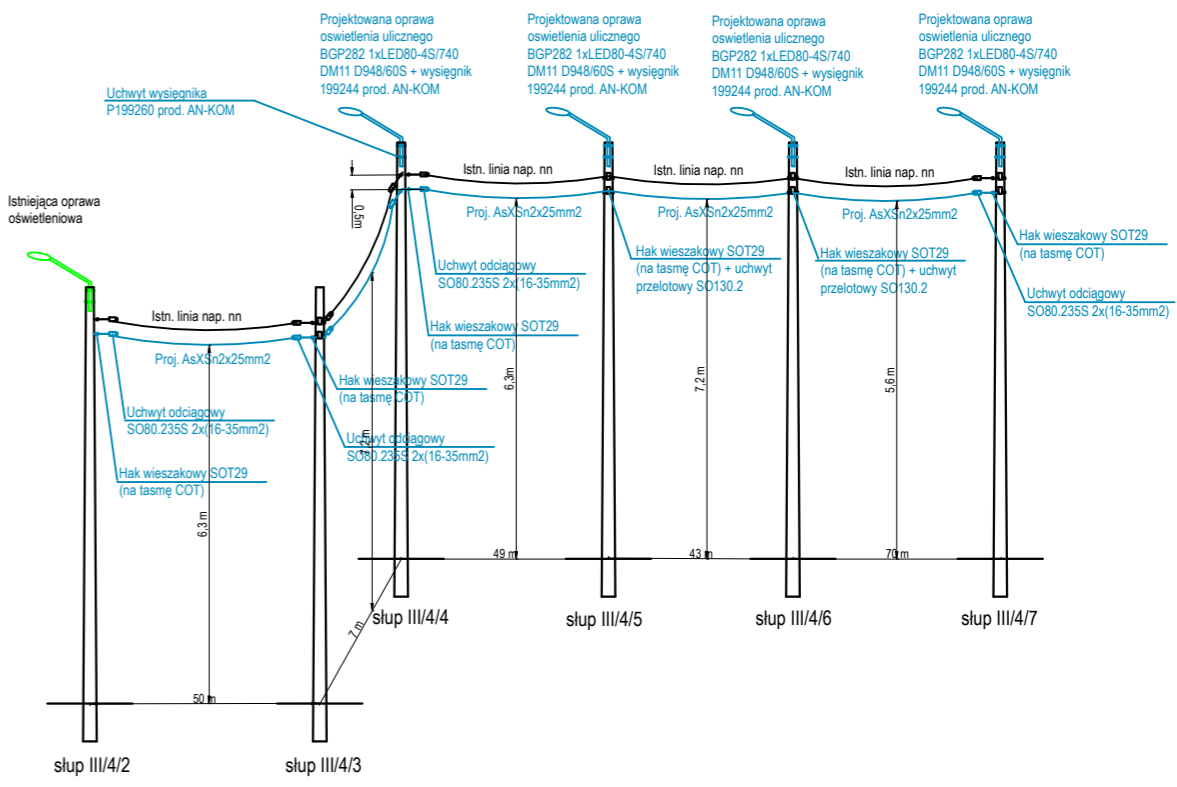 Projektowana oprawa
oswietlenia ulicznego
BGP282 1xLED80-4S/740
DM11 D948/60S + wysięgnik
199244 prod. AN-KOM
Projektowana oprawa
oswietlenia ulicznego
BGP282 1xLED80-4S/740
DM11 D948/60S + wysięgnik
199244 prod. AN-KOM
Projektowana oprawa
oswietlenia ulicznego
BGP282 1xLED80-4S/740
DM11 D948/60S + wysięgnik
199244 prod. AN-KOM
Projektowana oprawa
oswietlenia ulicznego
BGP282 1xLED80-4S/740
DM11 D948/60S + wysięgnik
199244 prod. AN-KOM
Uchwyt wysięgnika
P199260 prod. AN-KOM
Istniejąca oprawa
oświetleniowa
Istn. linia nap. nn
Istn. linia nap. nn
Istn. linia nap. nn
0,5m
Proj. AsXSn2x25mm2
Proj. AsXSn2x25mm2
Proj. AsXSn2x25mm2
Uchwyt odciągowy
SO80.235S 2x(16-35mm2)
Hak wieszakowy SOT29
(na tasmę COT) + uchwyt
przelotowy SO130.2
Hak wieszakowy SOT29
(na tasmę COT) + uchwyt
przelotowy SO130.2
Hak wieszakowy SOT29
(na tasmę COT)
Uchwyt odciągowy
SO80.235S 2x(16-35mm2)
Istn. linia nap. nn
Proj. AsXSn2x25mm2
Hak wieszakowy SOT29
(na tasmę COT)
Hak wieszakowy SOT29
(na tasmę COT)
6,3m
7,2 m
5,6 m
Uchwyt odciągowy
SO80.235S 2x(16-35mm2)
Uchwyt odciągowy
SO80.235S 2x(16-35mm2)
Hak wieszakowy SOT29
(na tasmę COT)
6,3 m
49 m
43 m
70 m
7 m
słup III/4/4
słup III/4/5
słup III/4/6
słup III/4/7
50 m
słup III/4/2
słup III/4/3